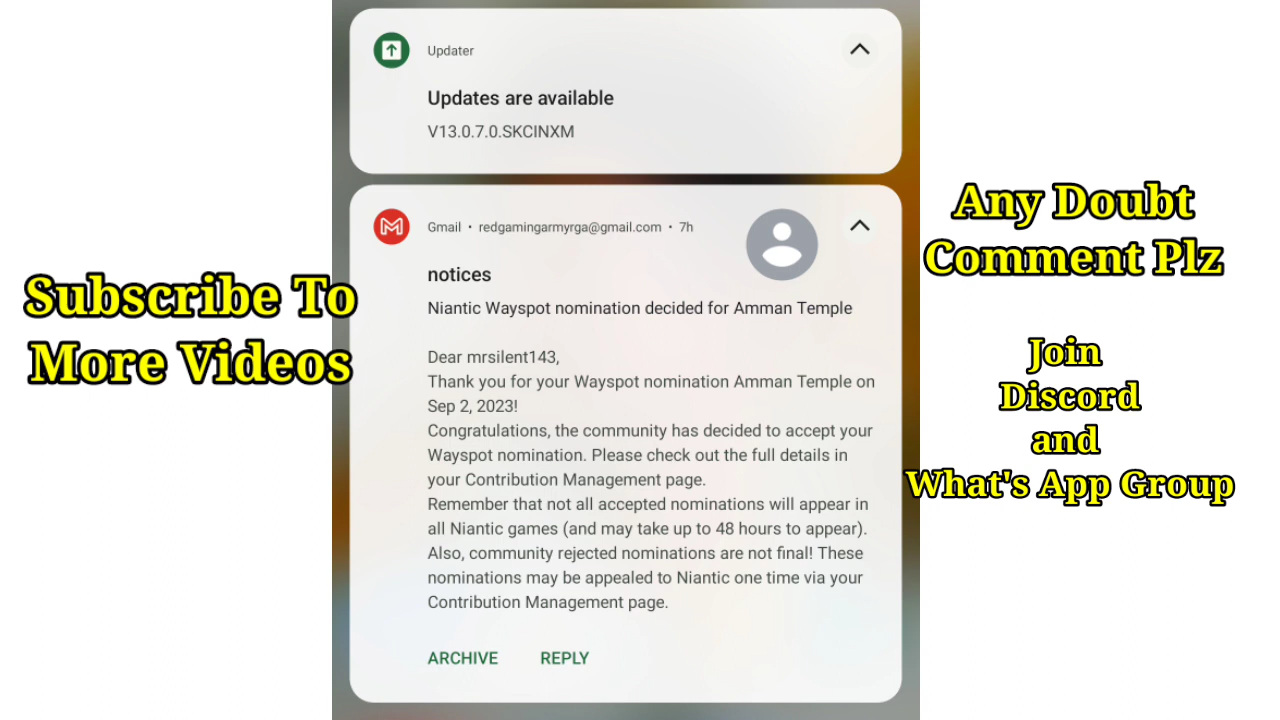 Updater
Updates are available
V13.0.7.0.SKCINXM
Gmail • redgamingarmyrga@gmail.com • 7h
notices
Niantic Wayspot nomination decided for Amman Temple
Dear mrsilent143,
Thank you for your Wayspot nomination Amman Temple on
Sep 2, 2023!
Congratulations, the community has decided to accept your
Wayspot nomination. Please check out the full details in
your Contribution Management page.
Remember that not all accepted nominations will appear in
all Niantic games (and may take up to 48 hours to appear).
Also, community rejected nominations are not final! These
nominations may be appealed to Niantic one time via your
Contribution Management page.
ARCHIVE REPLY
Subscribe To
More Videos
Any Doubt
Comment Plz
Join
Discord
and
What's App Group